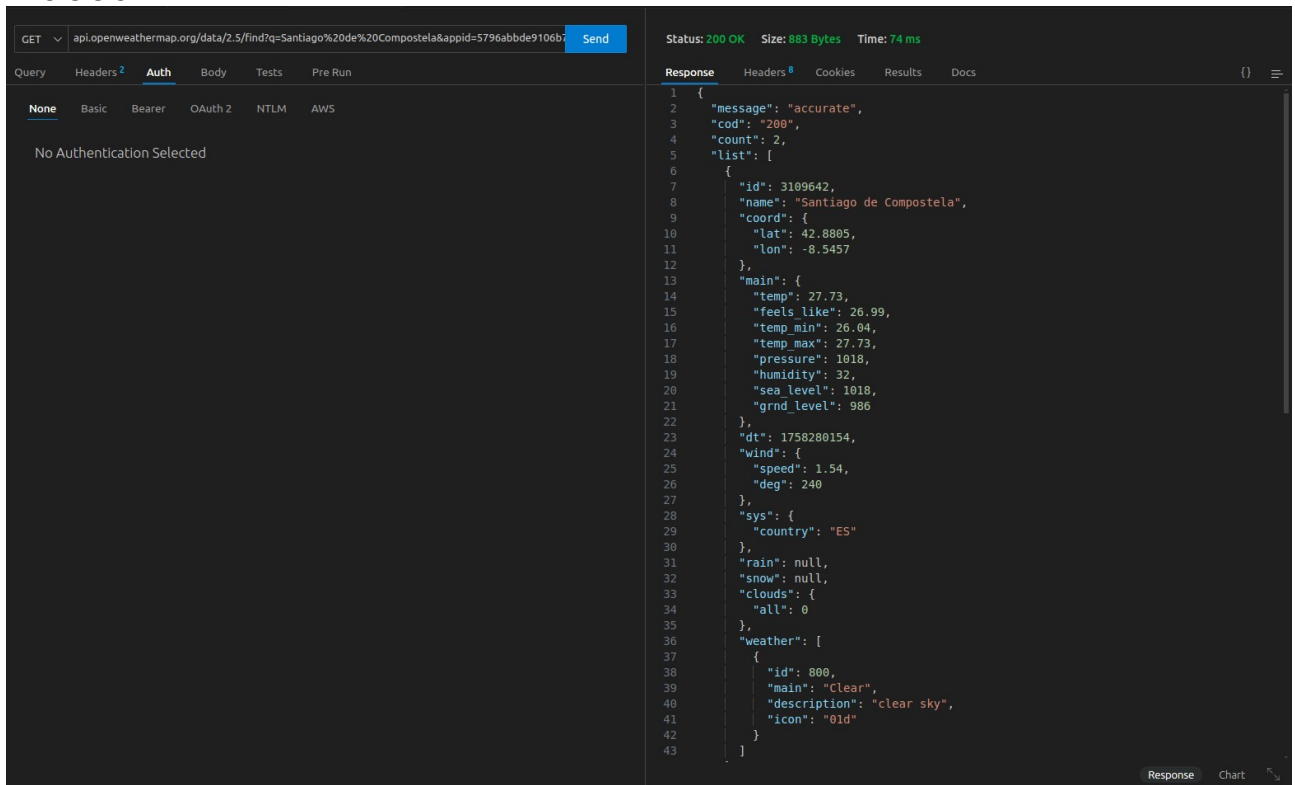 GET api.openweathermap.org/data/2.5/find?q=Santiago%20de%20Compostela&appid=5796abbde9106b7 Send
Query Headers 2 Auth Body Tests Pre Run
None Basic Bearer OAuth 2 NTLM AWS
No Authentication Selected
Status: 200 OK Size: 883 Bytes Time: 74 ms
Response Headers 8 Cookies Results Docs {}
1 {
2 "message": "accurate",
3 "cod": "200",
4 "count": 2,
5 "list": [
6 {
7 "id": 3109642,
8 "name": "Santiago de Compostela",
9 "coord": {
10 "lat": 42.8805,
11 "lon": -8.5457
12 },
13 "main": {
14 "temp": 27.73,
15 "feels_like": 26.99,
16 "temp_min": 26.04,
17 "temp_max": 27.73,
18 "pressure": 1018,
19 "humidity": 32,
20 "sea_level": 1018,
21 "grnd_level": 986
22 },
23 "dt": 1758280154,
24 "wind": {
25 "speed": 1.54,
26 "deg": 240
27 },
28 "sys": {
29 "country": "ES"
30 },
31 "rain": null,
32 "snow": null,
33 "clouds": {
34 "all": 0
35 },
36 "weather": [
37 {
38 "id": 800,
39 "main": "Clear",
40 "description": "clear sky",
41 "icon": "01d"
42 }
43 ]
Response Chart